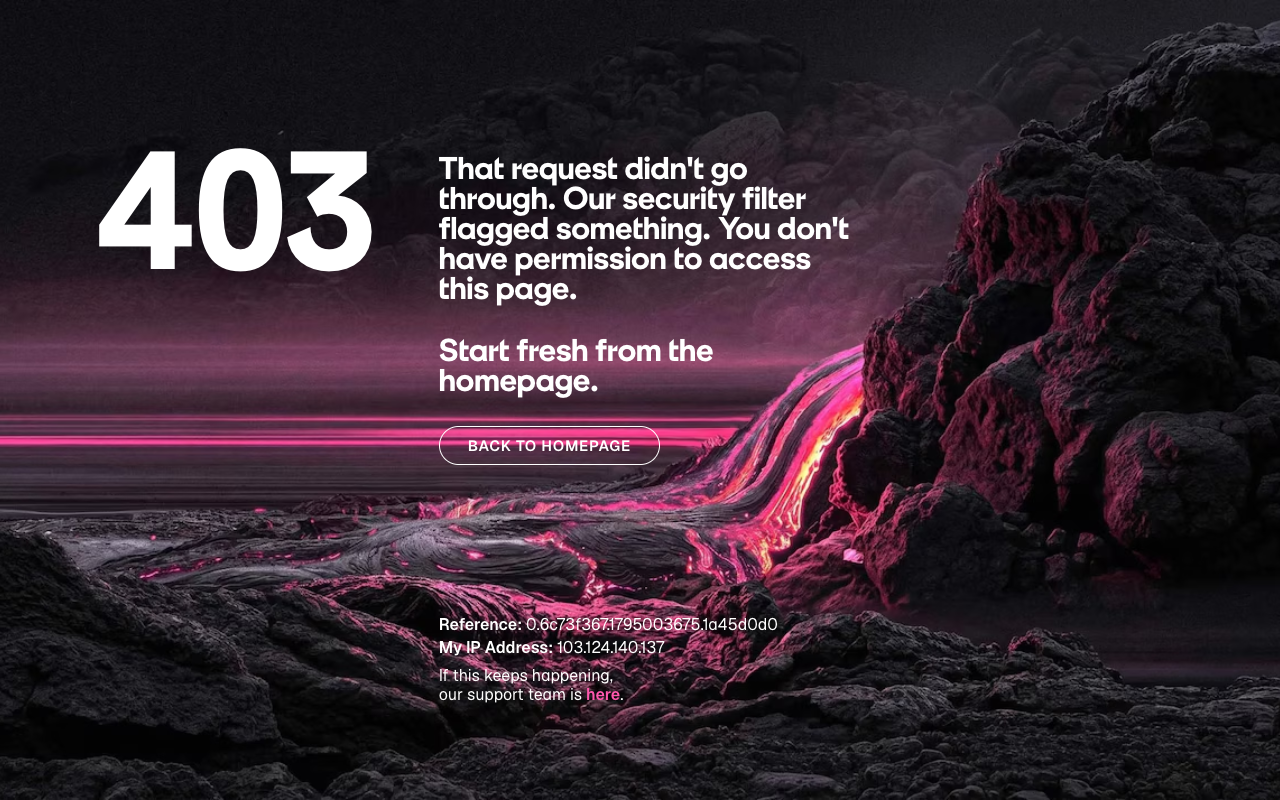 403
That request didn't go
through. Our security filter
flagged something. You don't
have permission to access
this page.
Start fresh from the
homepage.
BACK TO HOMEPAGE
Reference: 0.6c73f367.1795003675.1a45d0d0
My IP Address: 103.124.140.137
If this keeps happening,
our support team is here.